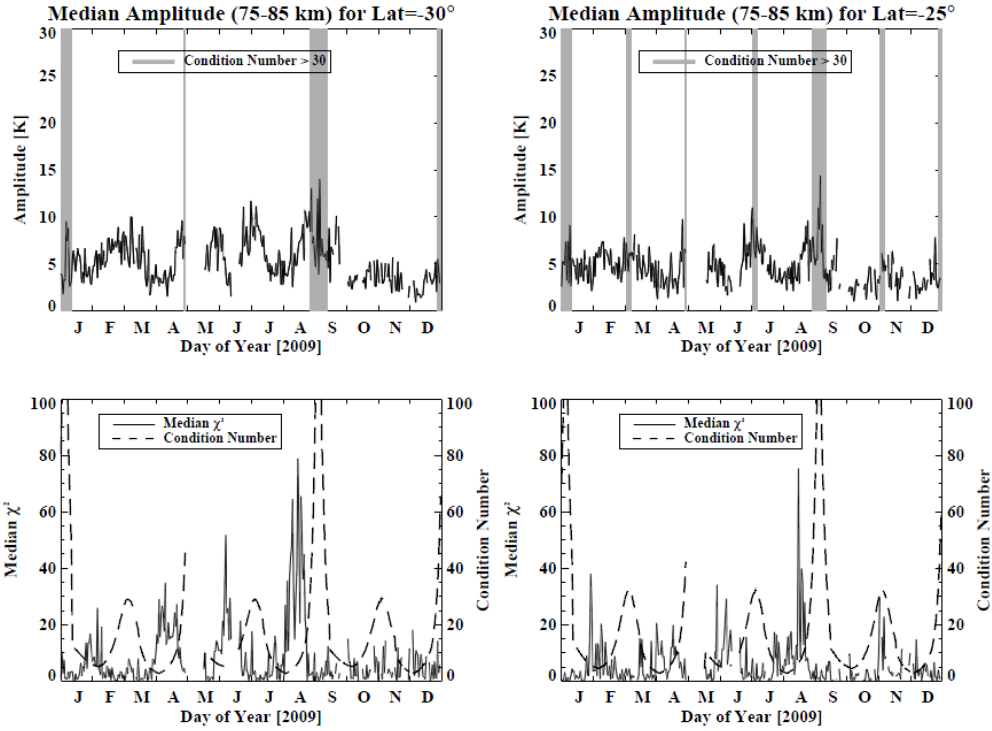 Median Amplitude (75-85 km) for Lat=-30°
30
25
20
15
10
5
0
Amplitude [K]
Condition Number > 30
J F M A M J J A S O N D
Day of Year [2009]
Median Amplitude (75-85 km) for Lat=-25°
30
25
20
15
10
5
0
Amplitude [K]
Condition Number > 30
J F M A M J J A S O N D
Day of Year [2009]
100
80
60
40
20
0
Median χ²
Median χ²
Condition Number
100
80
60
40
20
0
Condition Number
J F M A M J J A S O N D
Day of Year [2009]
100
80
60
40
20
0
Median χ²
Median χ²
Condition Number
100
80
60
40
20
0
Condition Number
J F M A M J J A S O N D
Day of Year [2009]